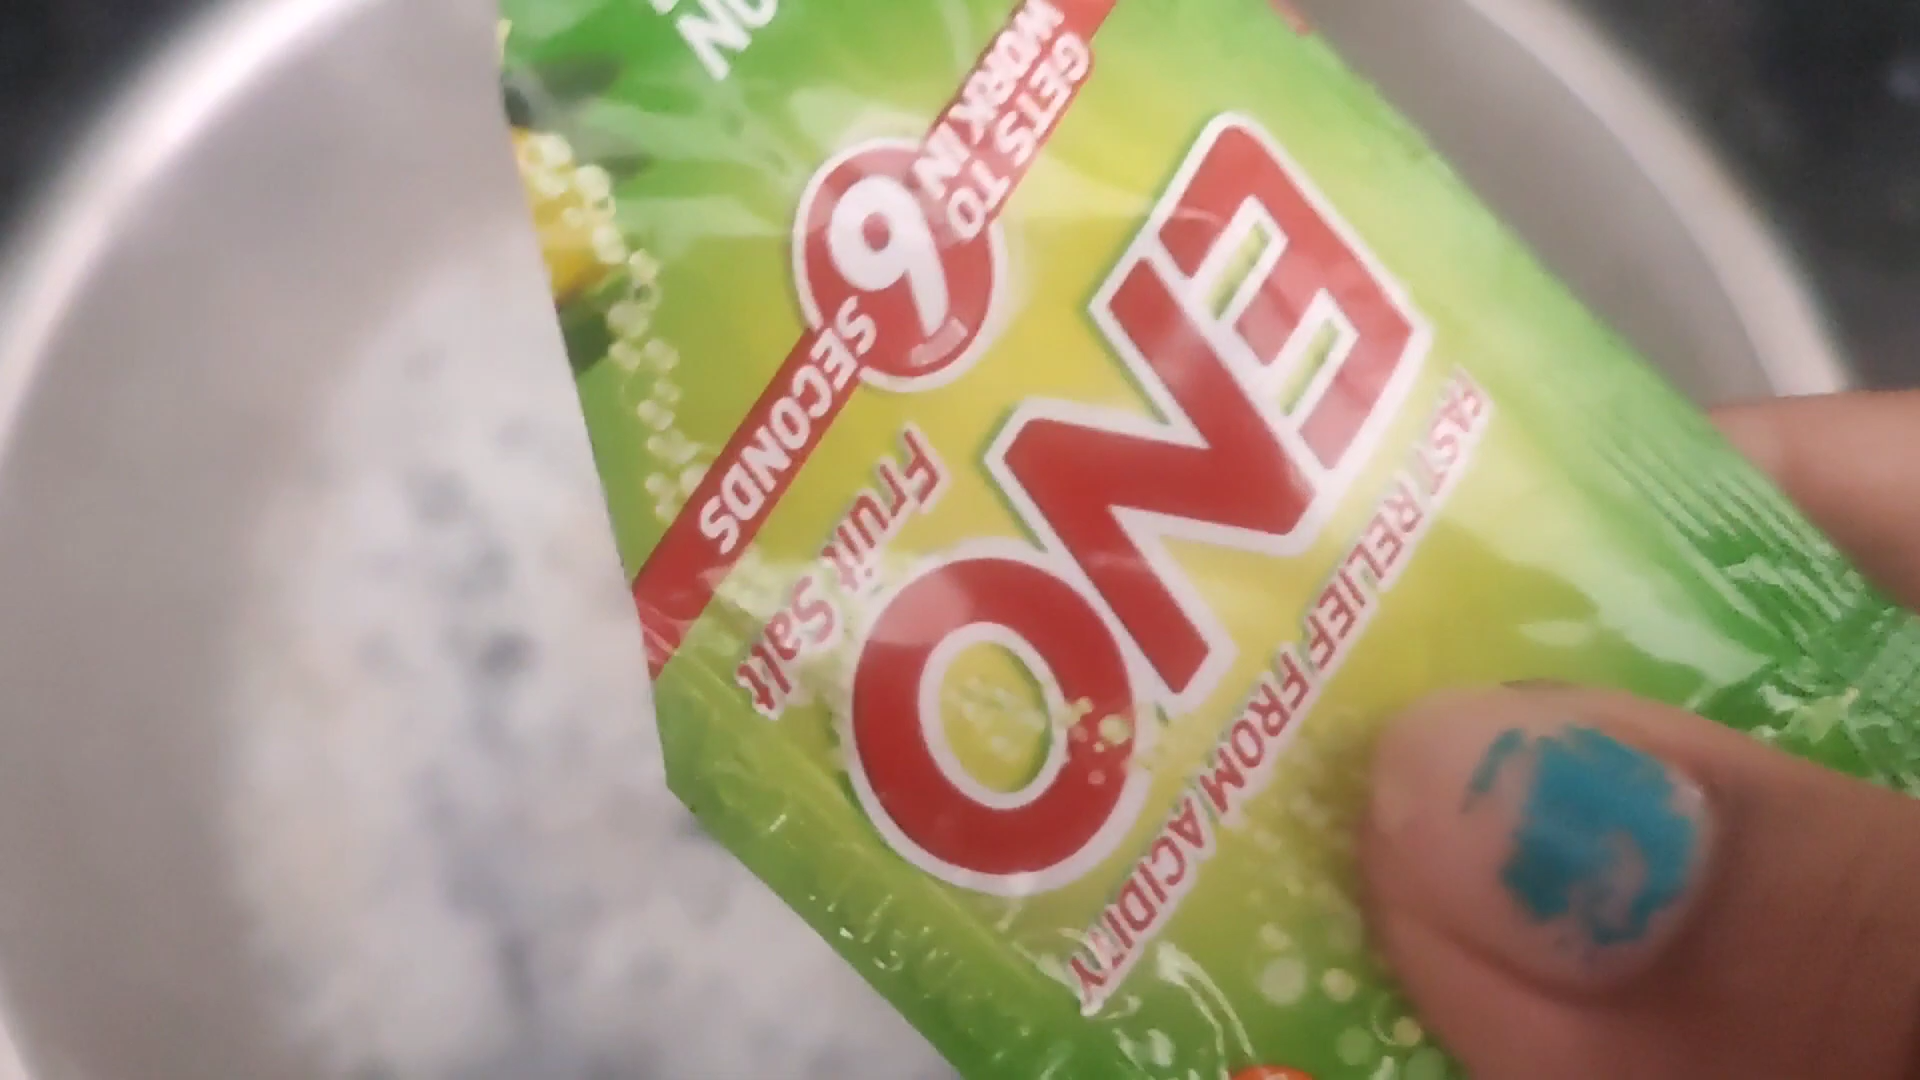 FAST RELIEF FROM ACIDITY
ENO
Fruit Salt
GETS TO
WORK IN 6 SECONDS